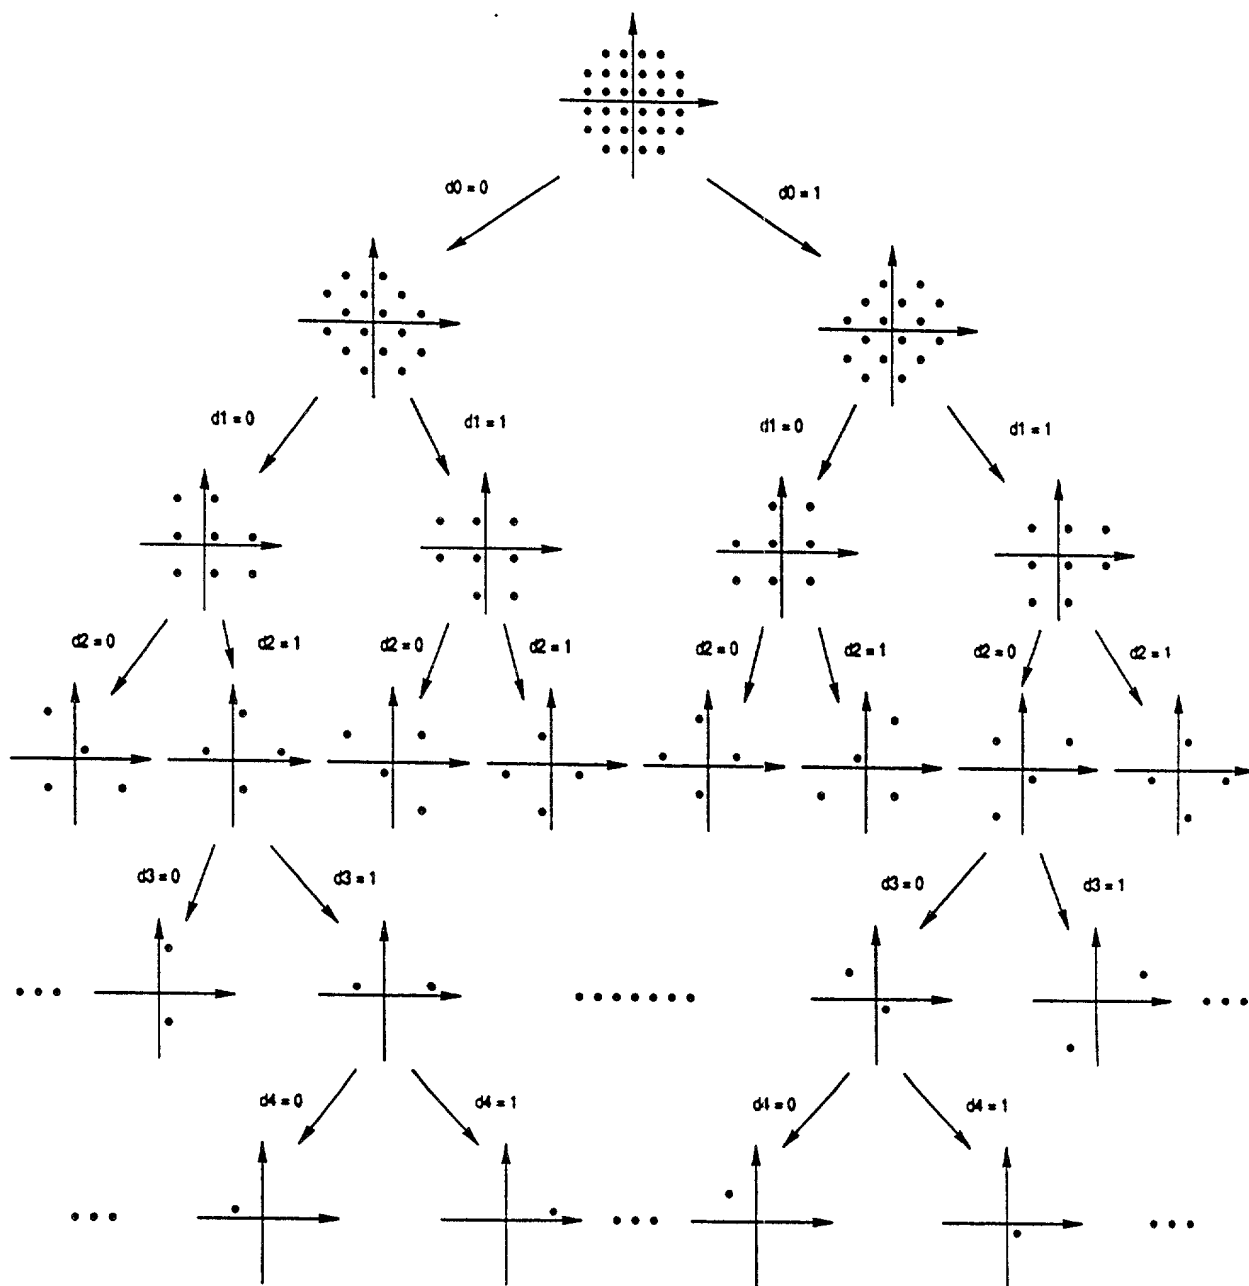 d0 = 0
d0 = 1
d1 = 0
d1 = 1
d1 = 0
d1 = 1
d2 = 0
d2 = 1
d2 = 0
d2 = 1
d2 = 0
d2 = 1
d2 = 0
d2 = 1
d3 = 0
d3 = 1
d3 = 0
d3 = 1
d4 = 0
d4 = 1
d4 = 0
d4 = 1